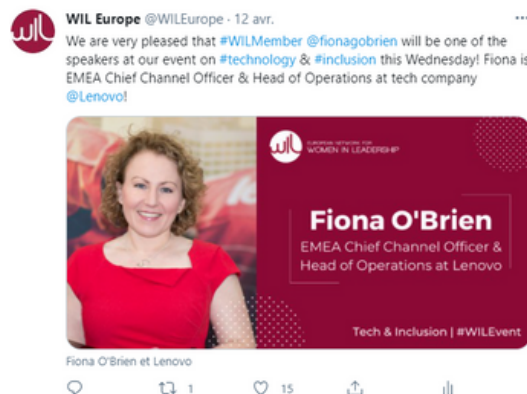 WIL Europe @WILEurope · 12 avr.
We are very pleased that #WILMember @fionagobrien will be one of the
speakers at our event on #technology & #inclusion this Wednesday! Fiona is
EMEA Chief Channel Officer & Head of Operations at tech company
@Lenovo!
wil
EUROPEAN NETWORK FOR
WOMEN IN LEADERSHIP
Fiona O'Brien
EMEA Chief Channel Officer &
Head of Operations at Lenovo
Tech & Inclusion | #WILEvent
Fiona O'Brien et Lenovo
1
15